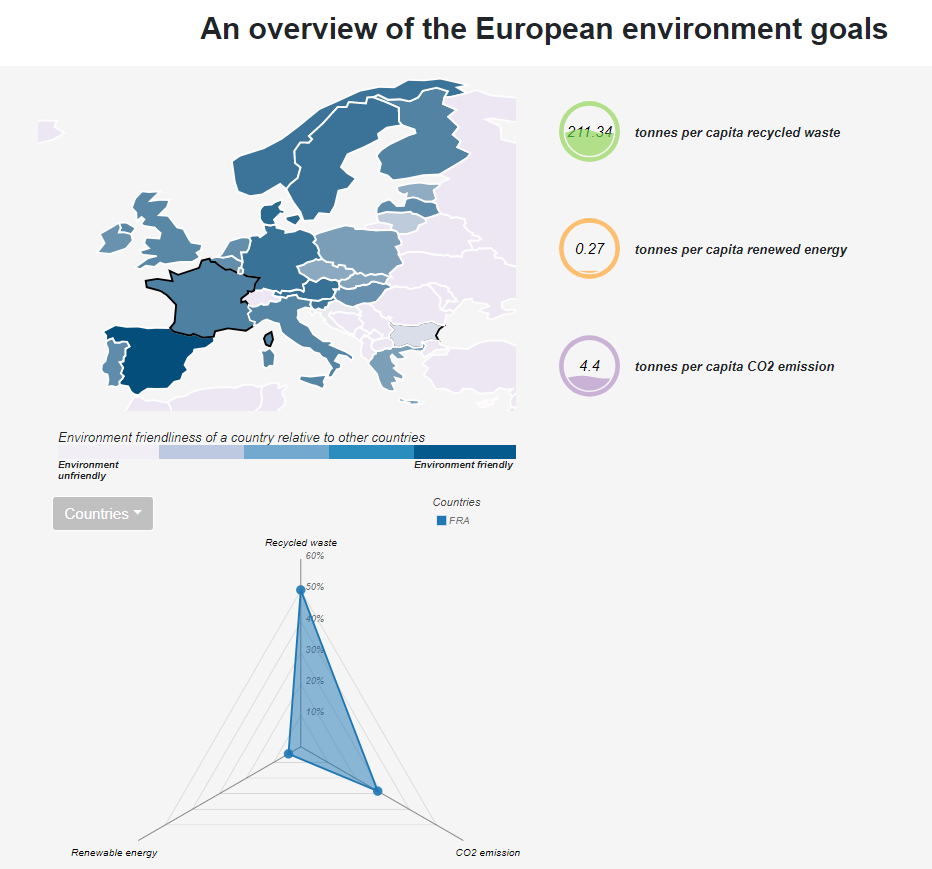 An overview of the European environment goals
211.34
tonnes per capita recycled waste
0.27
tonnes per capita renewed energy
4.4
tonnes per capita CO2 emission
Environment friendliness of a country relative to other countries
Environment
unfriendly
Environment friendly
Countries
Countries
FRA
Recycled waste
60%
50%
40%
30%
20%
10%
Renewable energy
CO2 emission